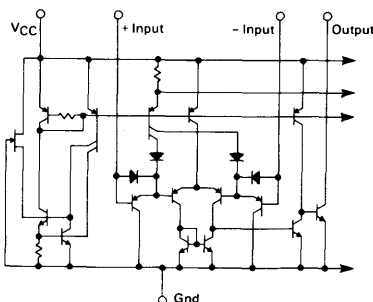 VCC
+ Input
- Input
Output
Gnd